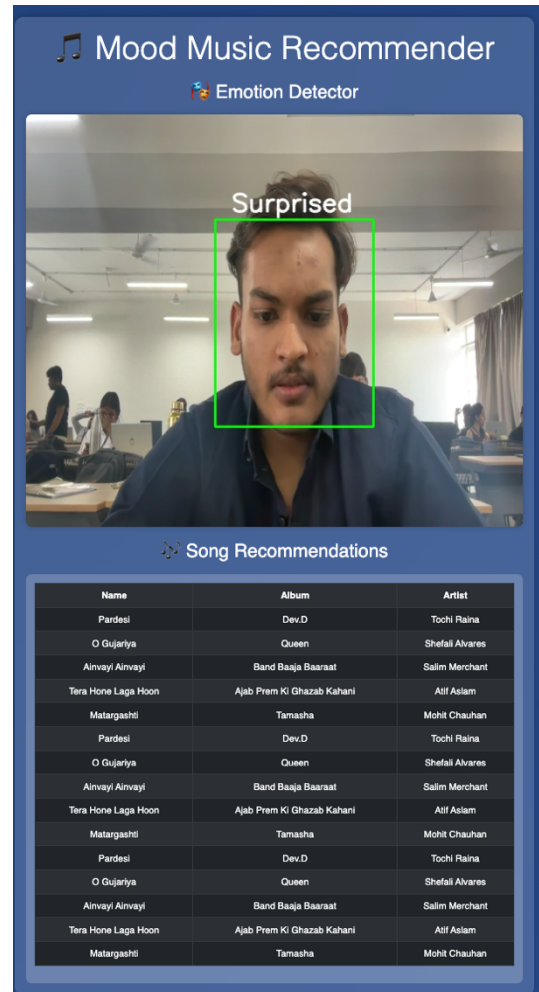 🎵 Mood Music Recommender
🎭 Emotion Detector
Surprised
🎶 Song Recommendations
Name Album Artist
Pardesi Dev.D Tochi Raina
O Gujariya Queen Shefali Alvares
Ainvayi Ainvayi Band Baaja Baaraat Salim Merchant
Tera Hone Laga Hoon Ajab Prem Ki Ghazab Kahani Atif Aslam
Matargashti Tamasha Mohit Chauhan
Pardesi Dev.D Tochi Raina
O Gujariya Queen Shefali Alvares
Ainvayi Ainvayi Band Baaja Baaraat Salim Merchant
Tera Hone Laga Hoon Ajab Prem Ki Ghazab Kahani Atif Aslam
Matargashti Tamasha Mohit Chauhan
Pardesi Dev.D Tochi Raina
O Gujariya Queen Shefali Alvares
Ainvayi Ainvayi Band Baaja Baaraat Salim Merchant
Tera Hone Laga Hoon Ajab Prem Ki Ghazab Kahani Atif Aslam
Matargashti Tamasha Mohit Chauhan